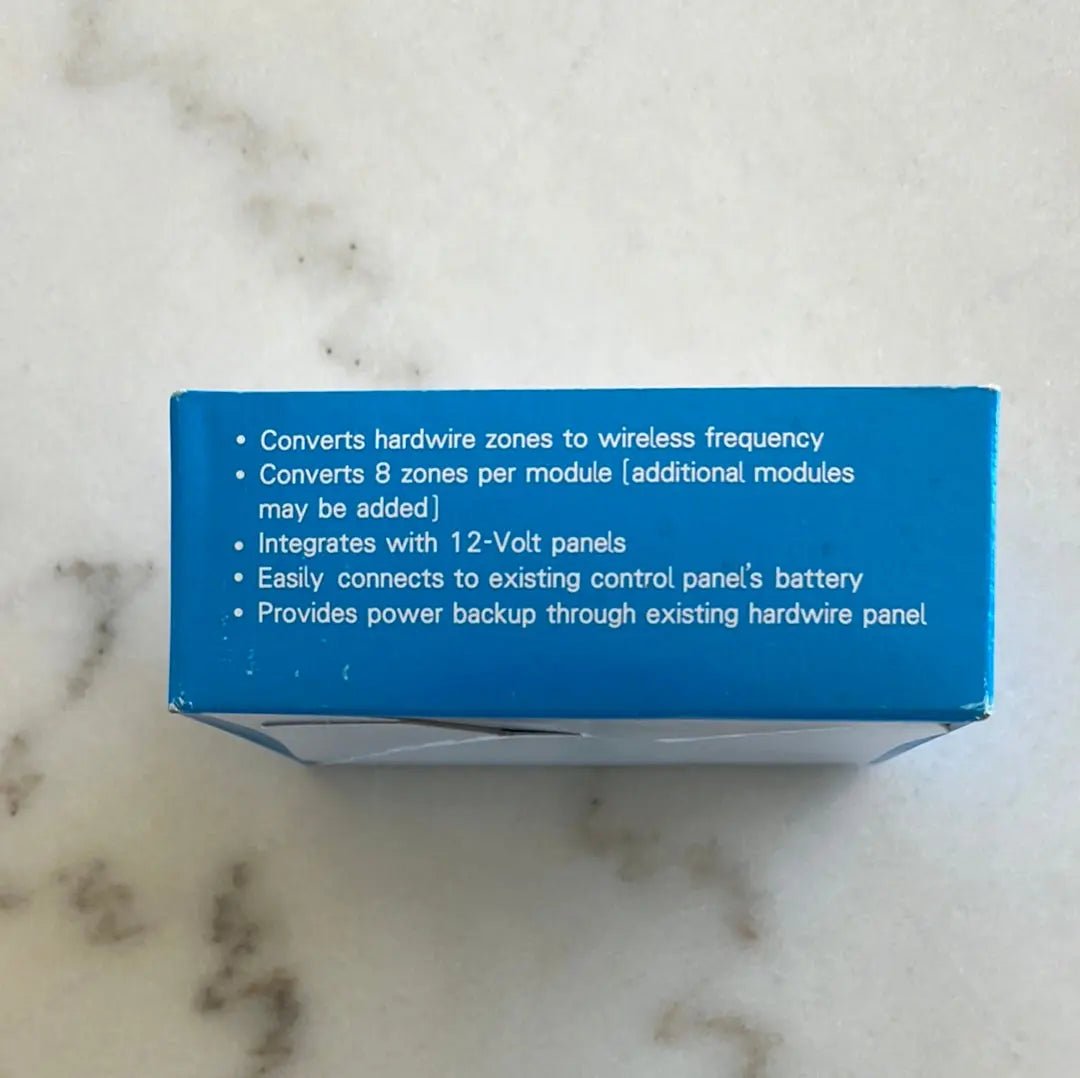 • Converts hardwire zones to wireless frequency
• Converts 8 zones per module [additional modules
may be added]
• Integrates with 12-Volt panels
• Easily connects to existing control panel's battery
• Provides power backup through existing hardwire panel